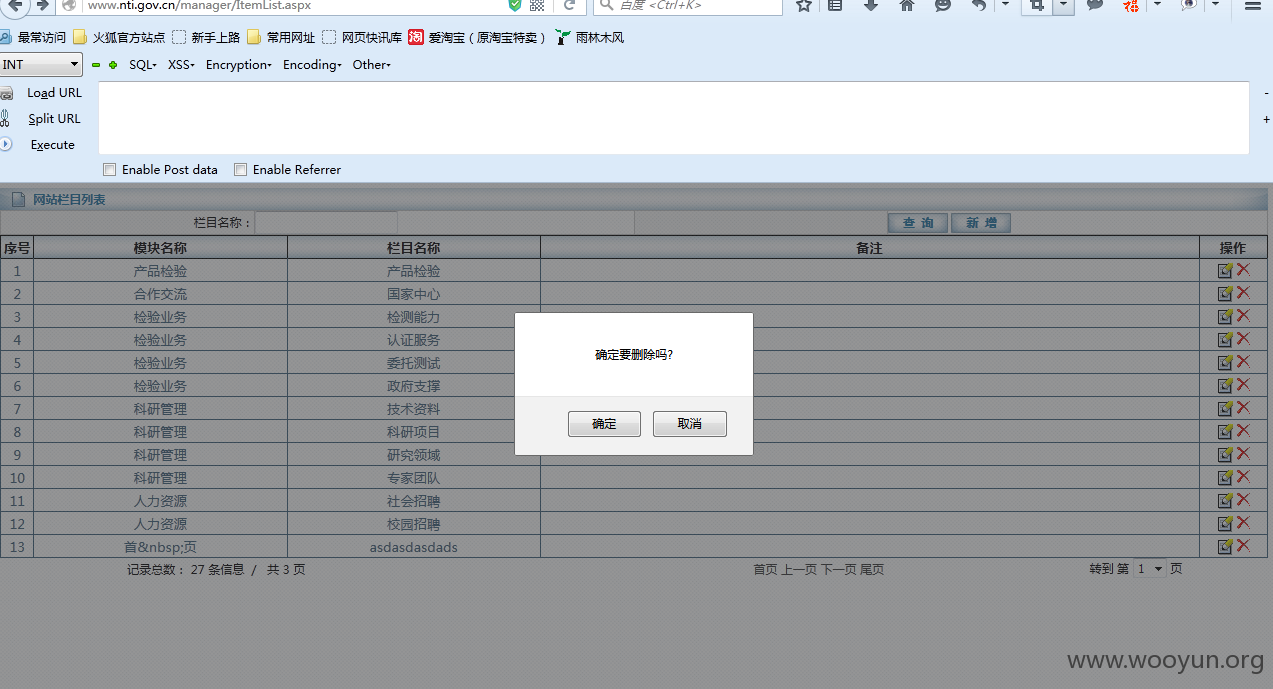 www.nti.gov.cn/manager/ItemList.aspx
百度 <Ctrl+K>
最常访问 火狐官方站点 新手上路 常用网址 网页快讯库 淘 爱淘宝（原淘宝特卖） 雨林木风
INT SQL XSS Encryption Encoding Other
Load URL
Split URL
Execute
Enable Post data Enable Referrer
网站栏目列表
栏目名称： 查 询 新 增
序号 模块名称 栏目名称 备注 操作
1 产品检验 产品检验
2 合作交流 国家中心
3 检验业务 检测能力
4 检验业务 认证服务
5 检验业务 委托测试
6 检验业务 政府支撑
7 科研管理 技术资料
8 科研管理 科研项目
9 科研管理 研究领域
10 科研管理 专家团队
11 人力资源 社会招聘
12 人力资源 校园招聘
13 首&nbsp;页 asdasdasdads
确定要删除吗?
确定 取消
记录总数： 27 条信息 / 共 3 页 首页 上一页 下一页 尾页 转到 第 1 页
www.wooyun.org